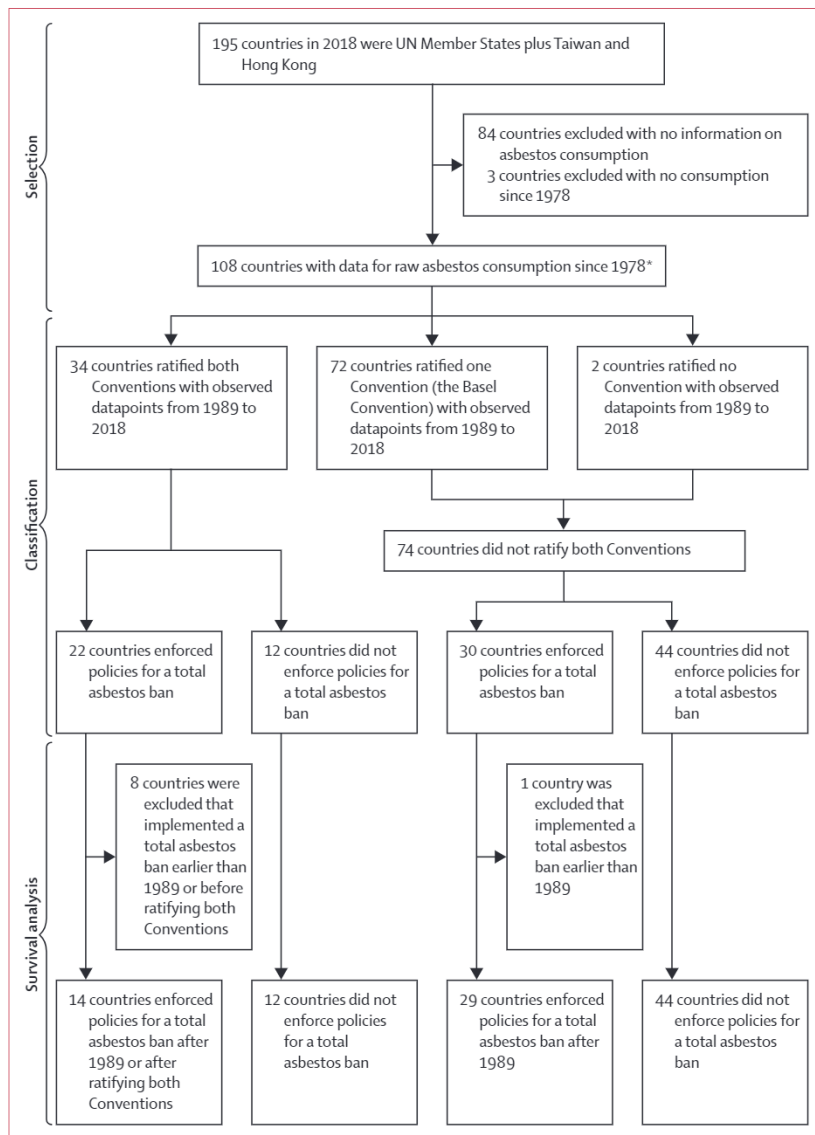 195 countries in 2018 were UN Member States plus Taiwan and
Hong Kong
84 countries excluded with no information on
asbestos consumption
3 countries excluded with no consumption
since 1978
Selection
108 countries with data for raw asbestos consumption since 1978*
34 countries ratified both
Conventions with observed
datapoints from 1989 to
2018
72 countries ratified one
Convention (the Basel
Convention) with observed
datapoints from 1989 to
2018
2 countries ratified no
Convention with observed
datapoints from 1989 to
2018
Classification
74 countries did not ratify both Conventions
22 countries enforced
policies for a total
asbestos ban
12 countries did not
enforce policies for
a total asbestos ban
30 countries enforced
policies for a total
asbestos ban
44 countries did not
enforce policies for
a total asbestos ban
8 countries were
excluded that
implemented a
total asbestos
ban earlier than
1989 or before
ratifying both
Conventions
1 country was
excluded that
implemented a
total asbestos
ban earlier than
1989
Survival analysis
14 countries enforced
policies for a total
asbestos ban after
1989 or after
ratifying both
Conventions
12 countries did not
enforce policies
for a total
asbestos ban
29 countries enforced
policies for a total
asbestos ban after
1989
44 countries did not
enforce policies for
a total asbestos ban